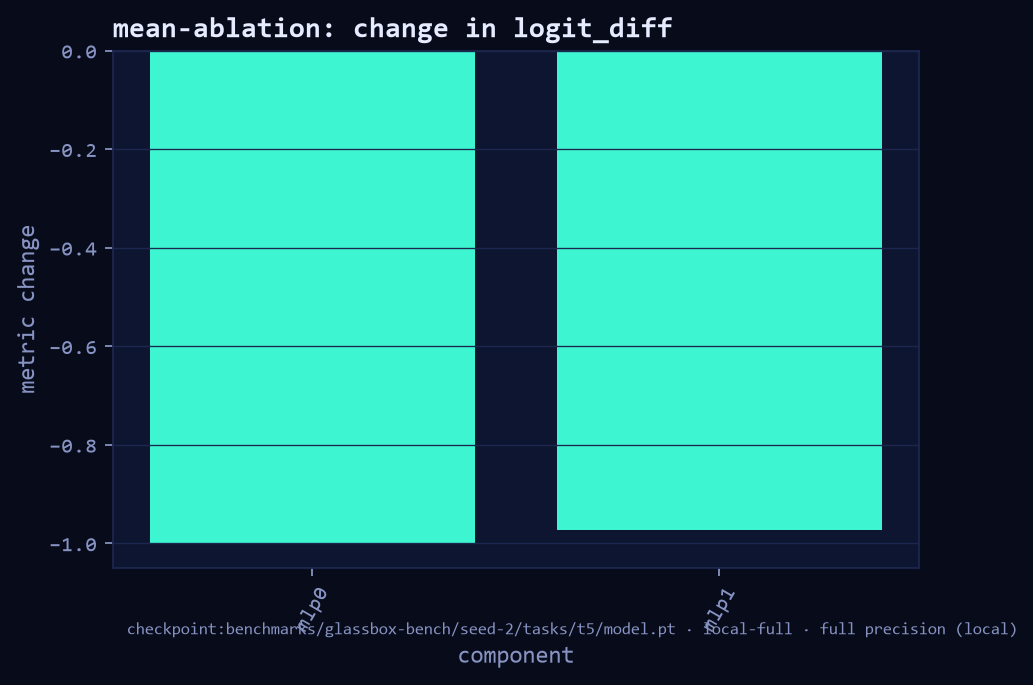 mean-ablation: change in logit_diff
0.0
−0.2
−0.4
−0.6
−0.8
−1.0
metric change
mlp0
mlp1
checkpoint:benchmarks/glassbox-bench/seed-2/tasks/t5/model.pt · local-full · full precision (local)
component